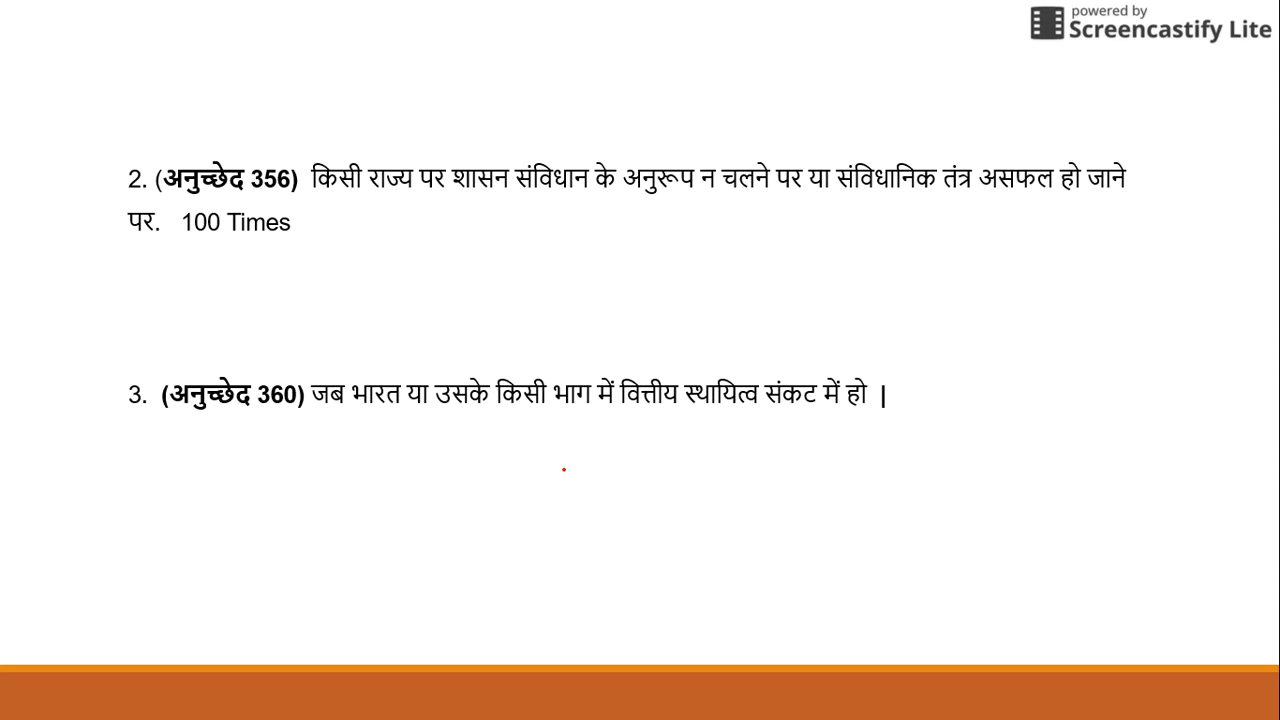 powered by
Screencastify Lite
2. (अनुच्छेद 356) किसी राज्य पर शासन संविधान के अनुरूप न चलने पर या संविधानिक तंत्र असफल हो जाने
पर. 100 Times
3. (अनुच्छेद 360) जब भारत या उसके किसी भाग में वित्तीय स्थायित्व संकट में हो |